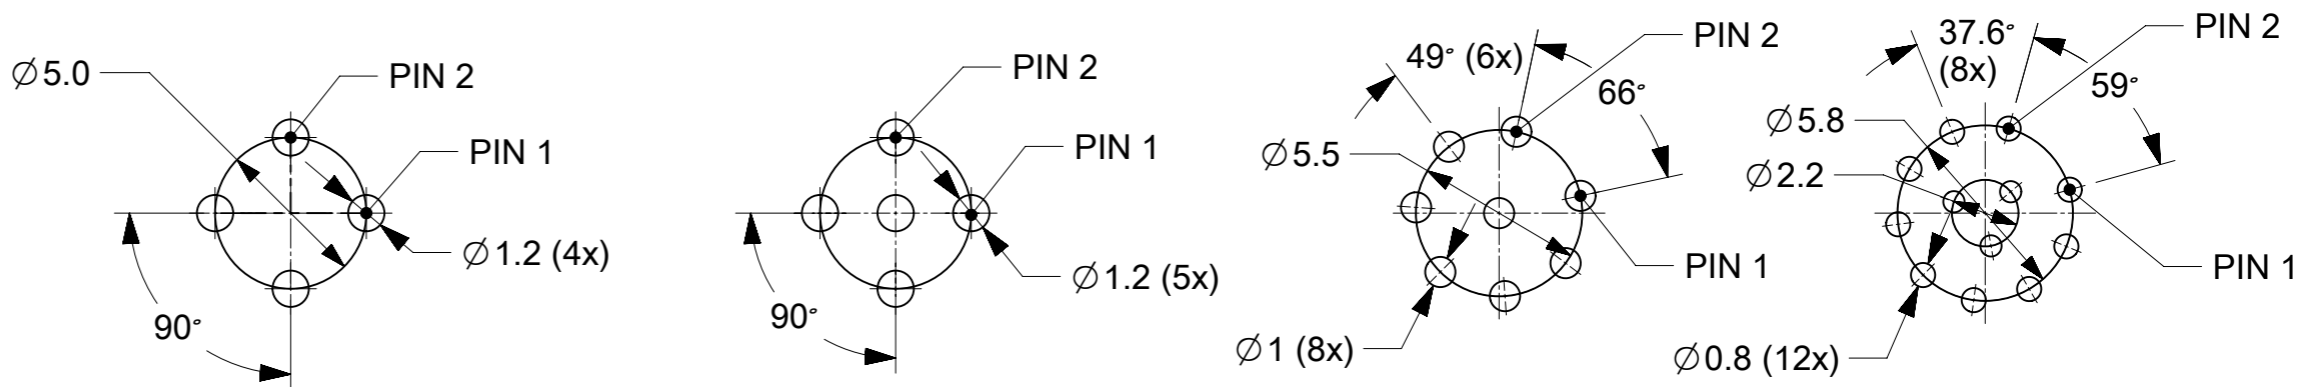 ∅5.0
PIN 2
PIN 1
∅1.2 (4x)
90°
PIN 2
PIN 1
∅1.2 (5x)
90°
49° (6x)
PIN 2
66°
∅5.5
PIN 1
∅1 (8x)
37.6°
(8x)
PIN 2
59°
∅5.8
∅2.2
PIN 1
∅0.8 (12x)